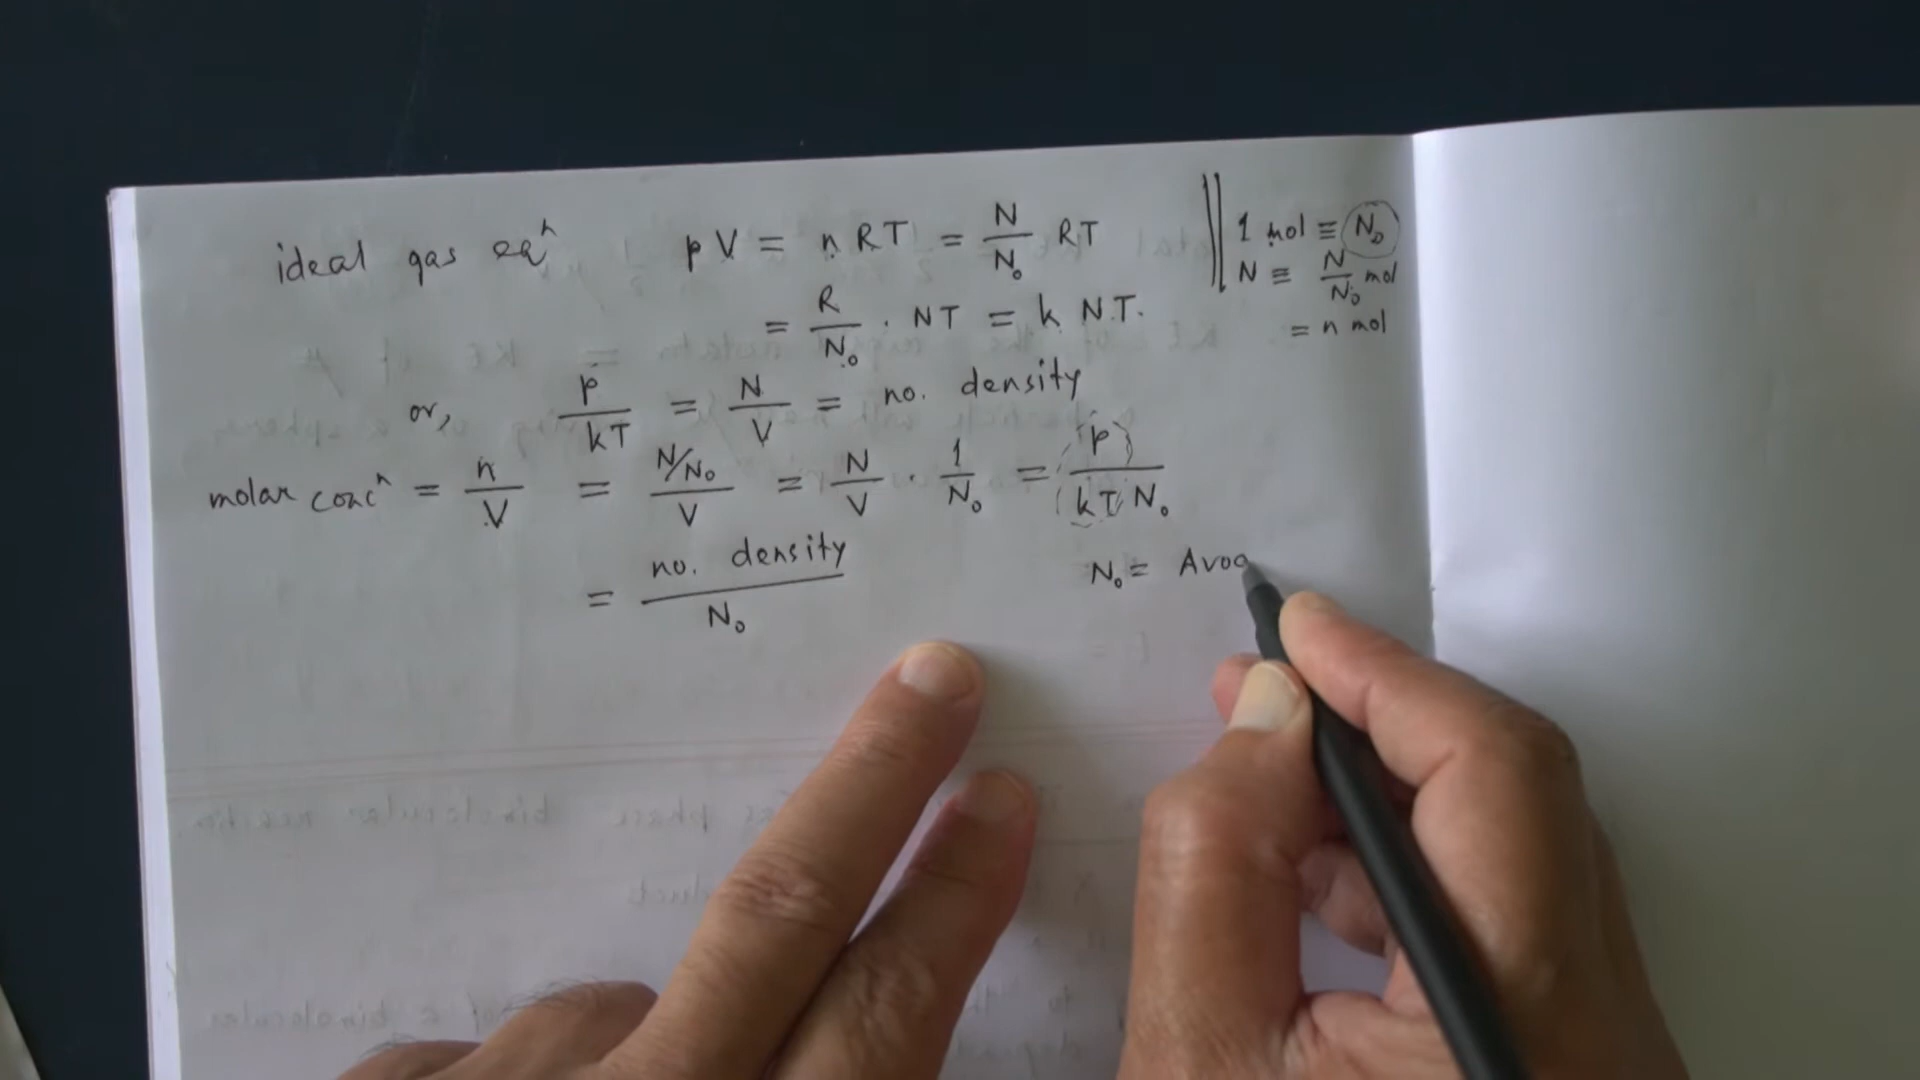 ideal gas eqⁿ pV = nRT = N/N₀ RT
= R/N₀ · NT = k NT.
|| 1 mol ≡ N₀
N ≡ N/N₀ mol
= n mol
or, p/kT = N/V = no. density
molar concⁿ = n/V = N/N₀/V = N/V · 1/N₀ = p/kT N₀
= no. density/N₀
N₀ = Avog